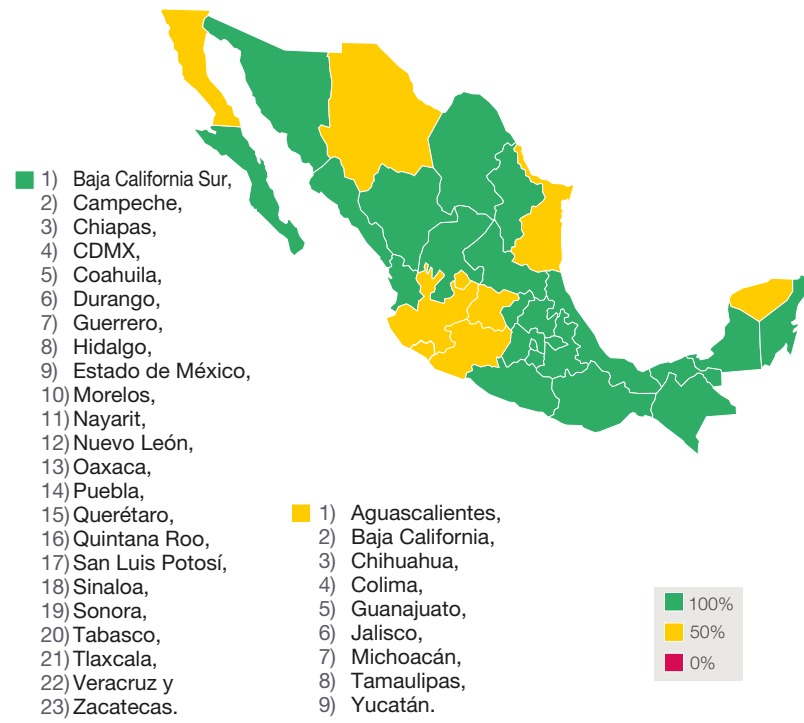 1) Baja California Sur,
2) Campeche,
3) Chiapas,
4) CDMX,
5) Coahuila,
6) Durango,
7) Guerrero,
8) Hidalgo,
9) Estado de México,
10) Morelos,
11) Nayarit,
12) Nuevo León,
13) Oaxaca,
14) Puebla,
15) Querétaro,
16) Quintana Roo,
17) San Luis Potosí,
18) Sinaloa,
19) Sonora,
20) Tabasco,
21) Tlaxcala,
22) Veracruz y
23) Zacatecas.
1) Aguascalientes,
2) Baja California,
3) Chihuahua,
4) Colima,
5) Guanajuato,
6) Jalisco,
7) Michoacán,
8) Tamaulipas,
9) Yucatán.
100%
50%
0%